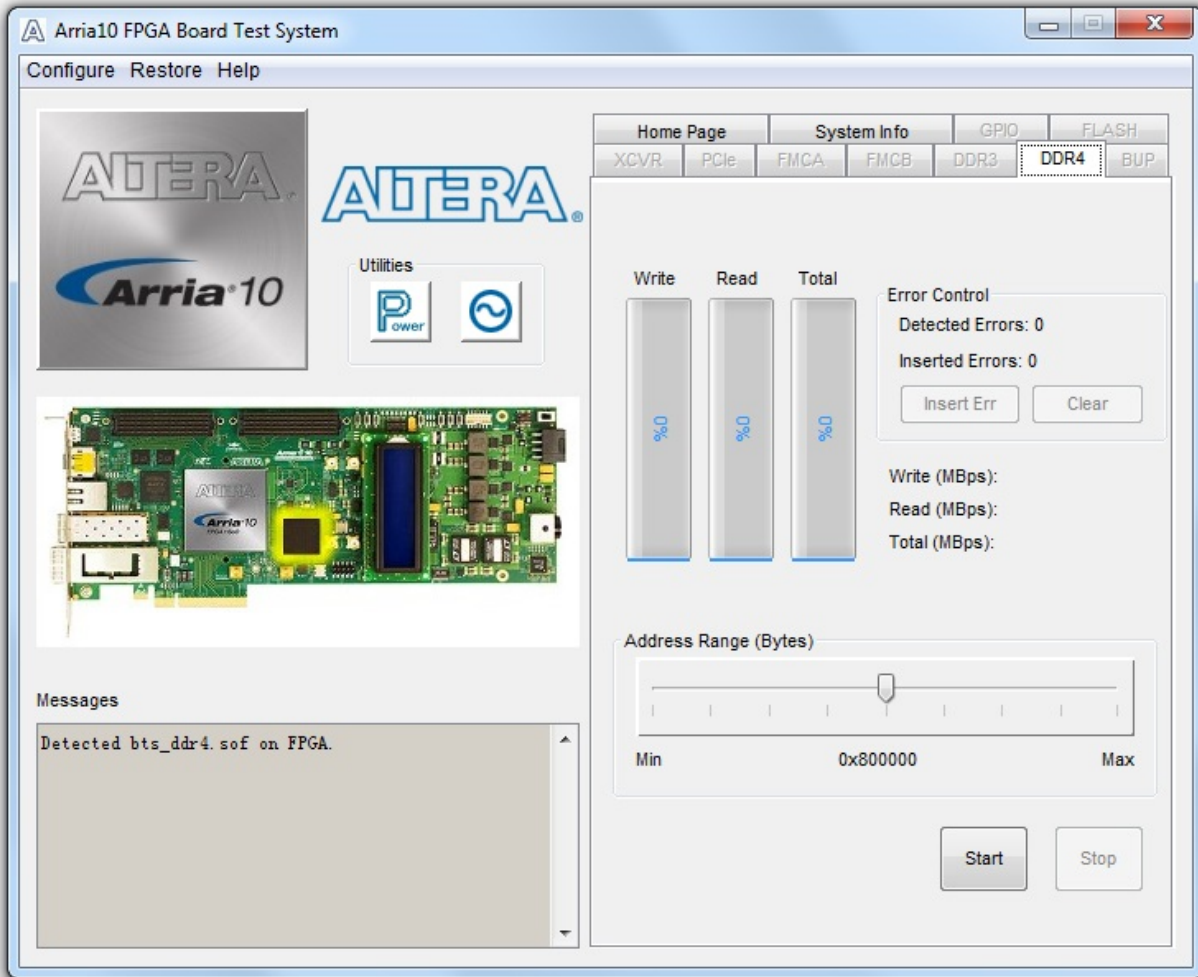 Arria10 FPGA Board Test System
Configure Restore Help
ALTERA.
Arria® 10
ALTERA®
Utilities
Power
ALTERA
Arria 10
Messages
Detected bts_ddr4.sof on FPGA.
Home Page System Info GPIO FLASH
XCVR PCIe FMCA FMCB DDR3 DDR4 BUP
Write Read Total
0% 0% 0%
Error Control
Detected Errors: 0
Inserted Errors: 0
Insert Err Clear
Write (MBps):
Read (MBps):
Total (MBps):
Address Range (Bytes)
Min 0x800000 Max
Start Stop